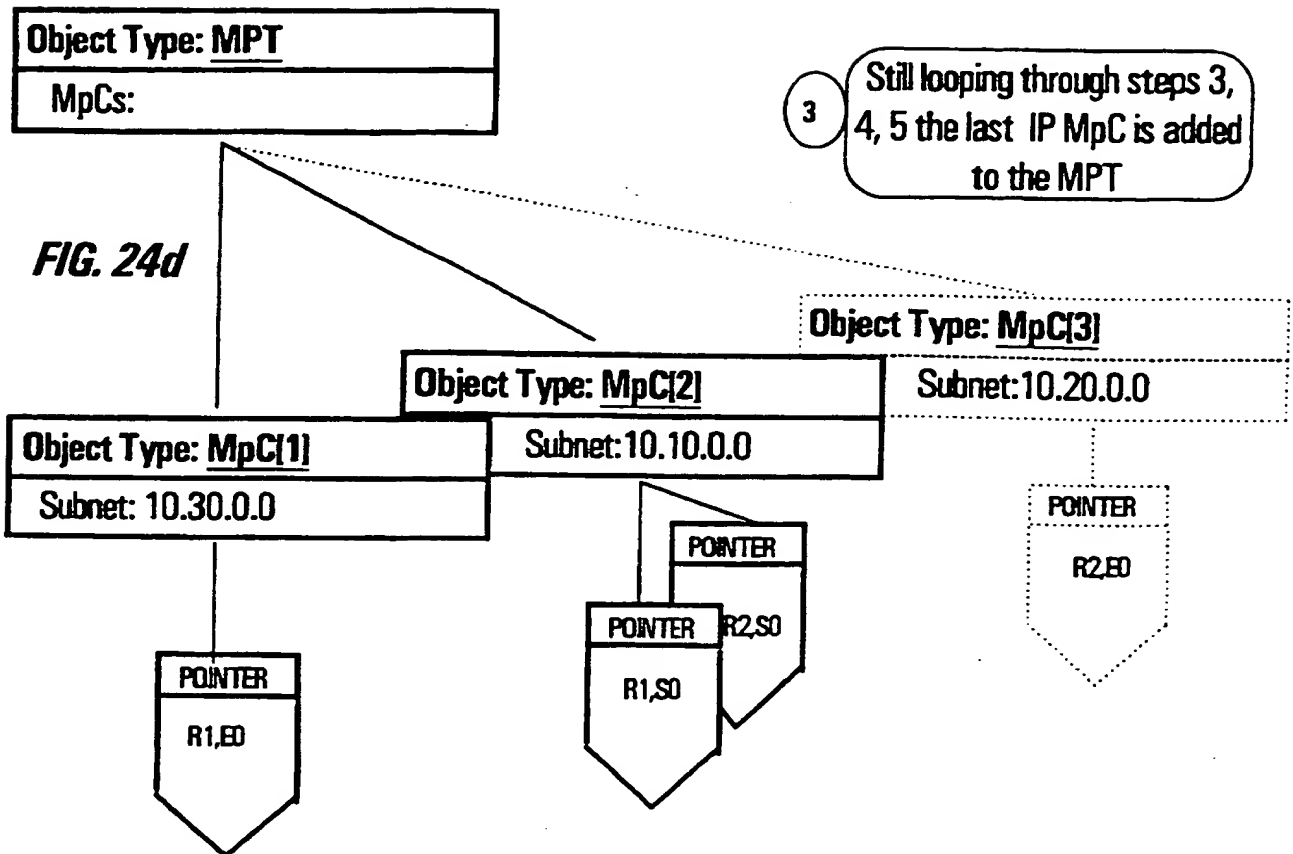 Object Type: MPT
MpCs:
3
Still looping through steps 3,
4, 5 the last IP MpC is added
to the MPT
FIG. 24d
Object Type: MpC[3]
Subnet:10.20.0.0
Object Type: MpC[2]
Subnet:10.10.0.0
Object Type: MpC[1]
Subnet: 10.30.0.0
POINTER
R2,E0
POINTER
R2,S0
POINTER
R1,S0
POINTER
R1,E0